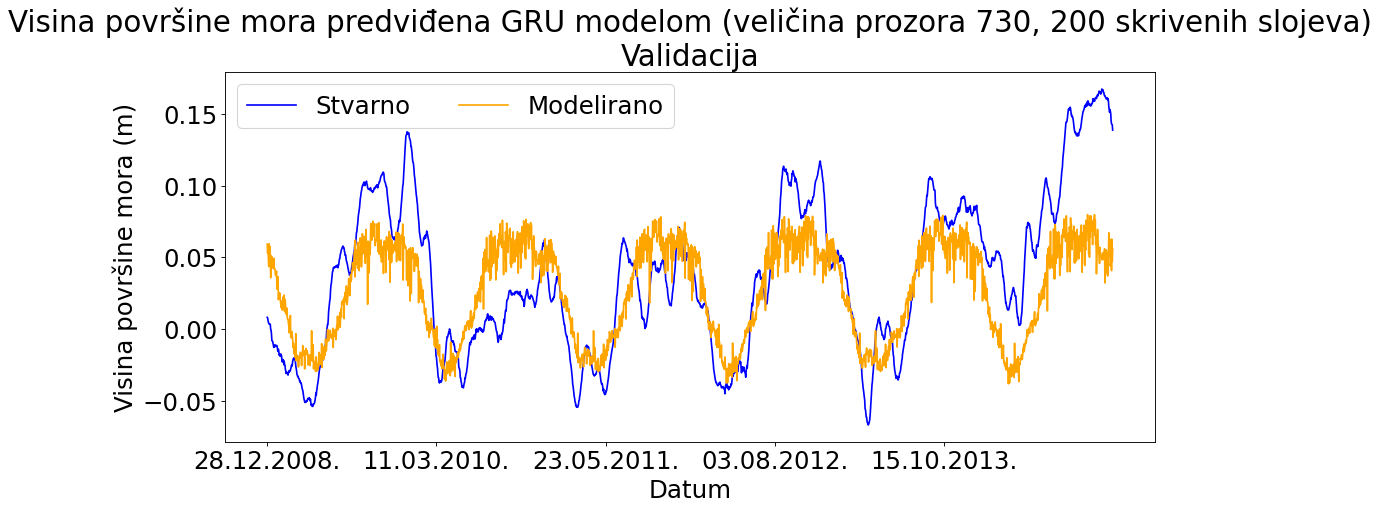 Visina površine mora predviđena GRU modelom (veličina prozora 730, 200 skrivenih slojeva)
Validacija
Stvarno
Modelirano
Visina površine mora (m)
0.15
0.10
0.05
0.00
−0.05
28.12.2008.
11.03.2010.
23.05.2011.
03.08.2012.
15.10.2013.
Datum